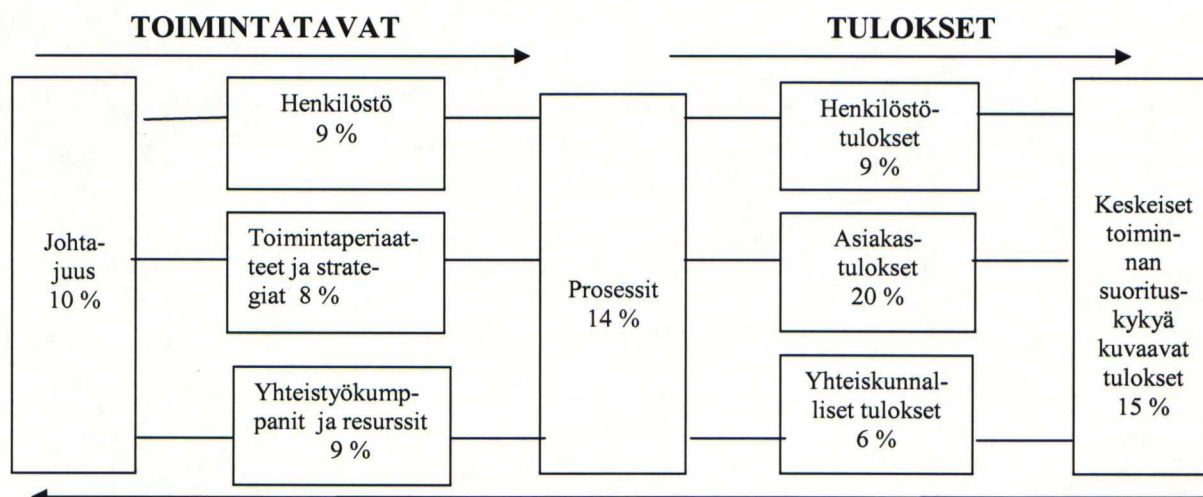 TOIMINTATAVAT
TULOKSET
Johta-
juus
10 %
Henkilöstö
9 %
Toimintaperiaat-
teet ja strate-
giat 8 %
Yhteistyökump-
panit ja resurssit
9 %
Prosessit
14 %
Henkilöstö-
tulokset
9 %
Asiakas-
tulokset
20 %
Yhteiskunnal-
liset tulokset
6 %
Keskeiset
toimin-
nan
suoritus-
kykyä
kuvaavat
tulokset
15 %